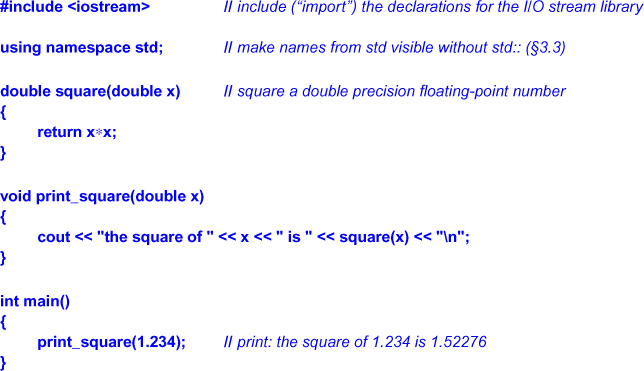 #include <iostream> // include (“import”) the declarations for the I/O stream library
using namespace std; // make names from std visible without std:: (§3.3)
double square(double x) // square a double precision floating-point number
{
return x∗x;
}
void print_square(double x)
{
cout << "the square of " << x << " is " << square(x) << "\n";
}
int main()
{
print_square(1.234); // print: the square of 1.234 is 1.52276
}